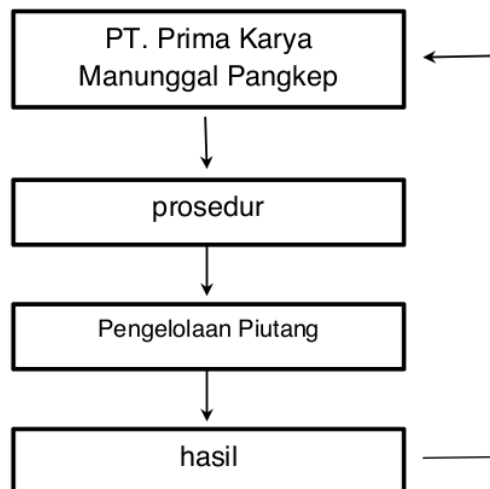 PT. Prima Karya
Manunggal Pangkep
prosedur
Pengelolaan Piutang
hasil